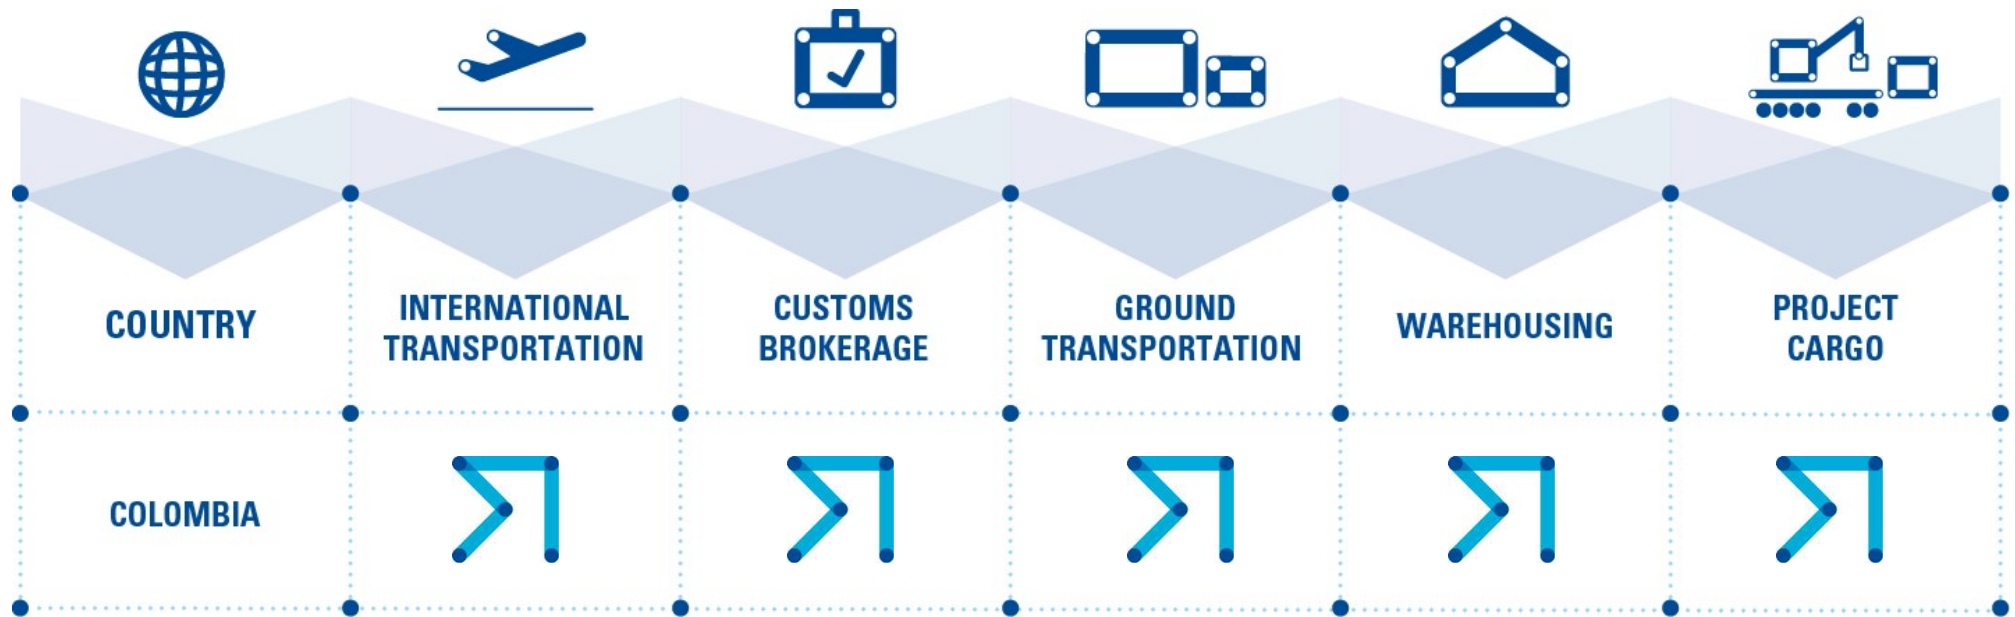 COUNTRY
INTERNATIONAL
TRANSPORTATION
CUSTOMS
BROKERAGE
GROUND
TRANSPORTATION
WAREHOUSING
PROJECT
CARGO
COLOMBIA